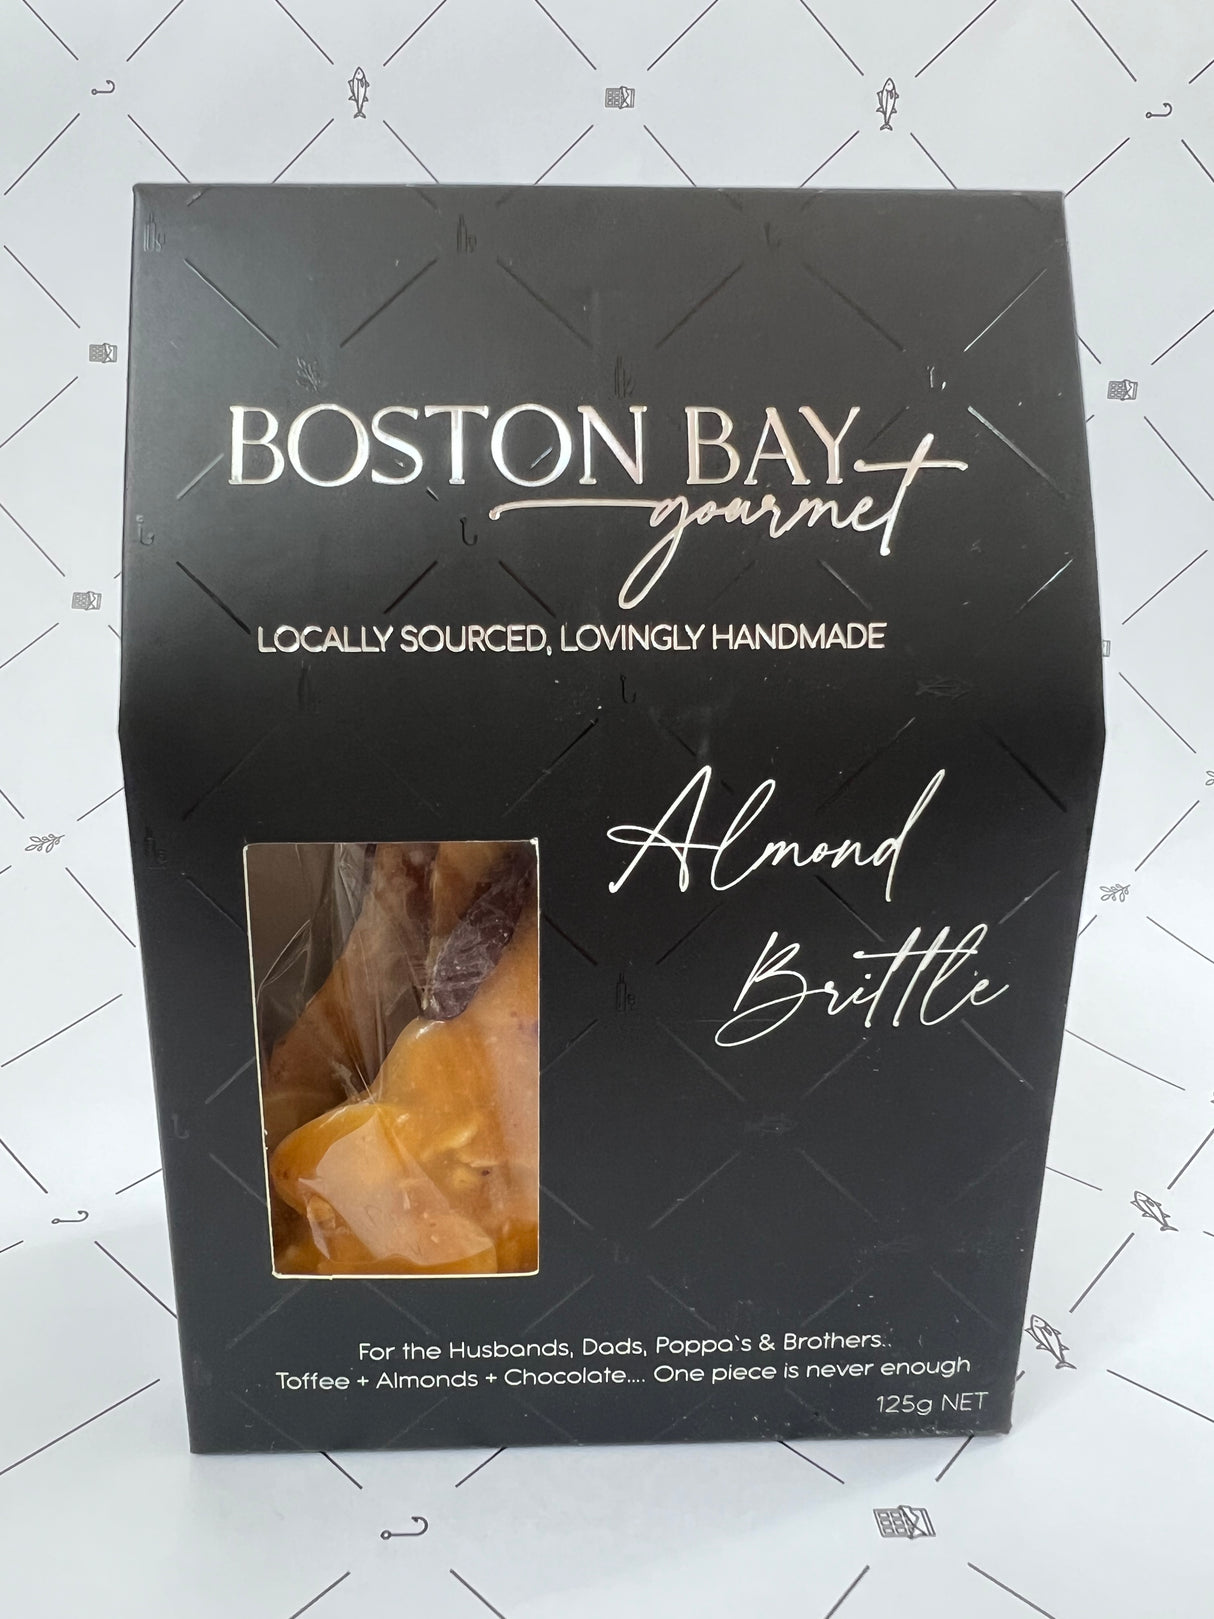 BOSTON BAY
gourmet
LOCALLY SOURCED, LOVINGLY HANDMADE
Almond
Brittle
For the Husbands, Dads, Poppa`s & Brothers..
Toffee + Almonds + Chocolate.... One piece is never enough
125g NET